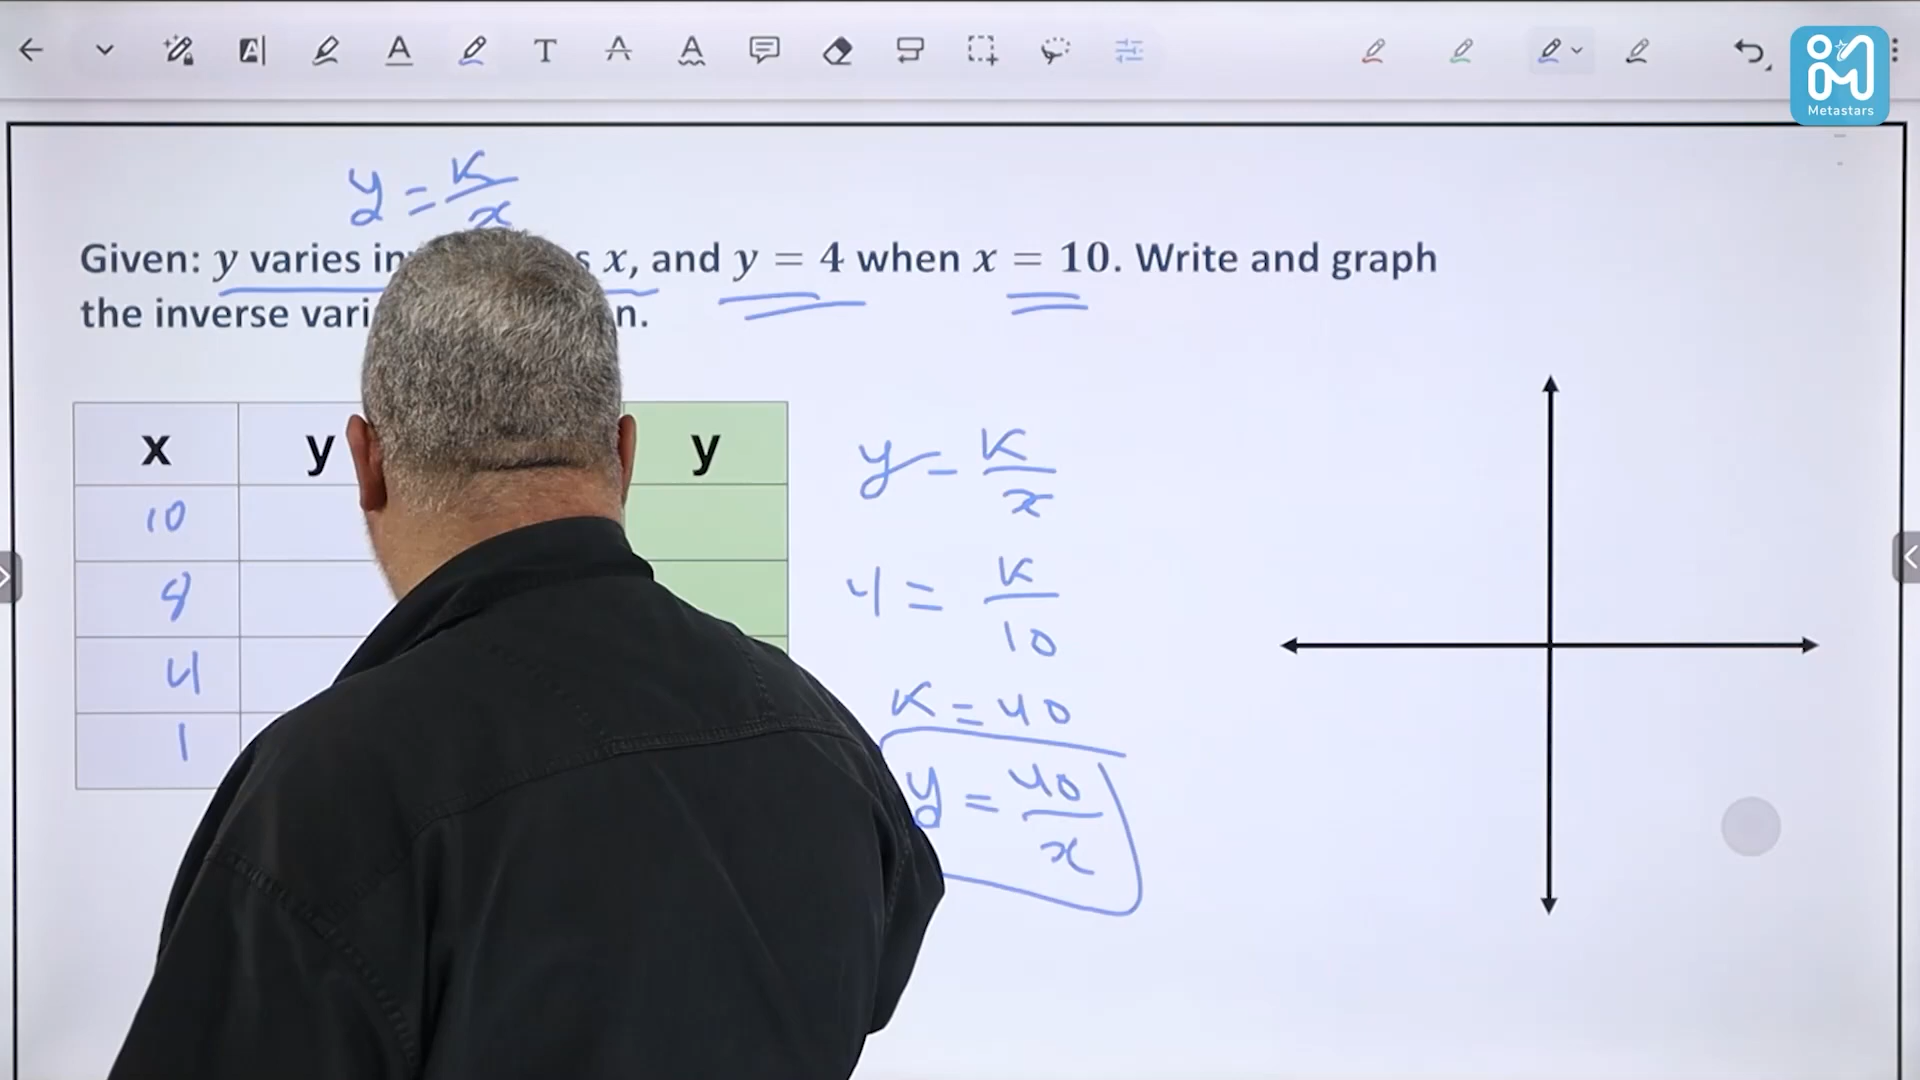 Metastars
y = K/x
Given: y varies in s x, and y = 4 when x = 10. Write and graph
the inverse vari n.
x y y
10
8
4
1
y = K/x
4 = K/10
K = 40
y = 40/x